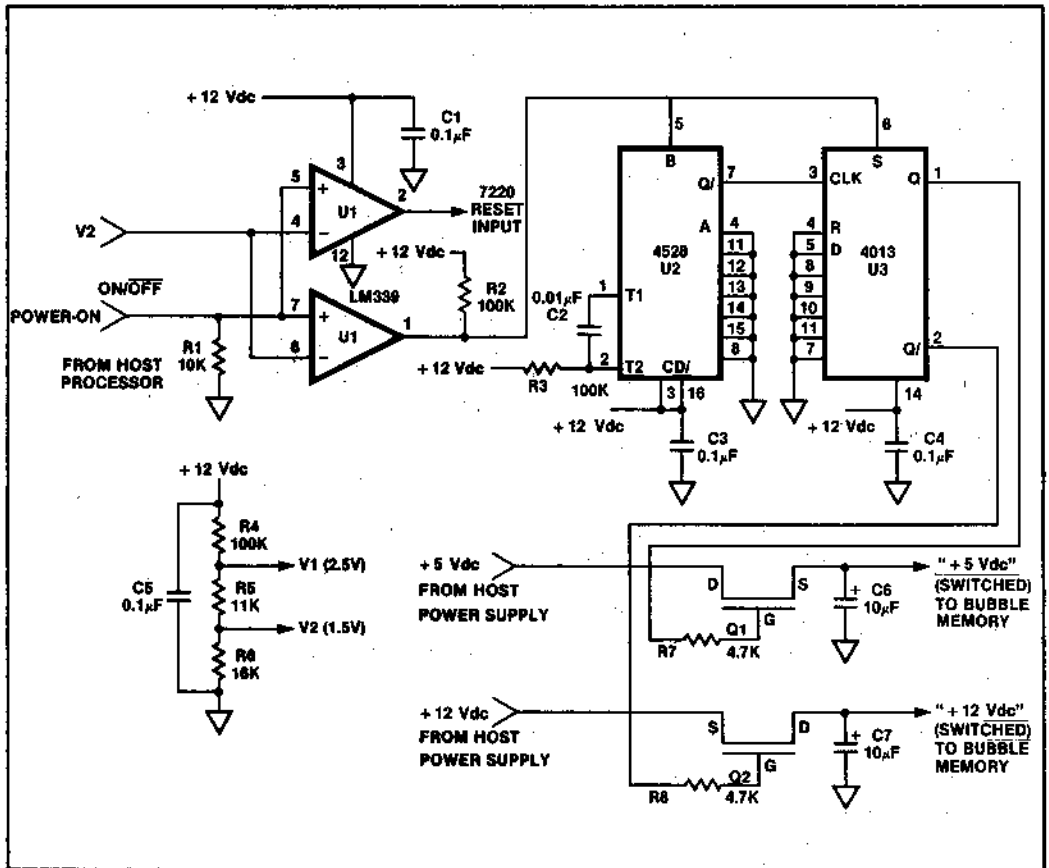 + 12 Vdc
C1
0.1µF
3
5
+
2
U1
4
−
12
7220
RESET
INPUT
V2
+ 12 Vdc
LM339
R2
100K
ON/OFF
POWER-ON
7
+
1
U1
6
−
R1
10K
FROM HOST
PROCESSOR
5
B
7
Q/
A
4
11
12
13
14
15
8
4528
U2
1
T1
0.01µF
C2
2
T2
CD/
+ 12 Vdc
R3
100K
3
16
+ 12 Vdc
C3
0.1µF
6
S
3
CLK
Q
1
4
R
5
D
8
9
10
11
7
4013
U3
Q/
2
14
+ 12 Vdc
C4
0.1µF
+ 12 Vdc
R4
100K
V1 (2.5V)
C5
0.1µF
R5
11K
V2 (1.5V)
R6
16K
+ 5 Vdc
FROM HOST
POWER SUPPLY
D
S
G
Q1
R7
4.7K
+
C6
10µF
" + 5 Vdc"
(SWITCHED)
TO BUBBLE
MEMORY
+ 12 Vdc
FROM HOST
POWER SUPPLY
S
D
G
Q2
R8
4.7K
+
C7
10µF
" + 12 Vdc"
(SWITCHED)
TO BUBBLE
MEMORY